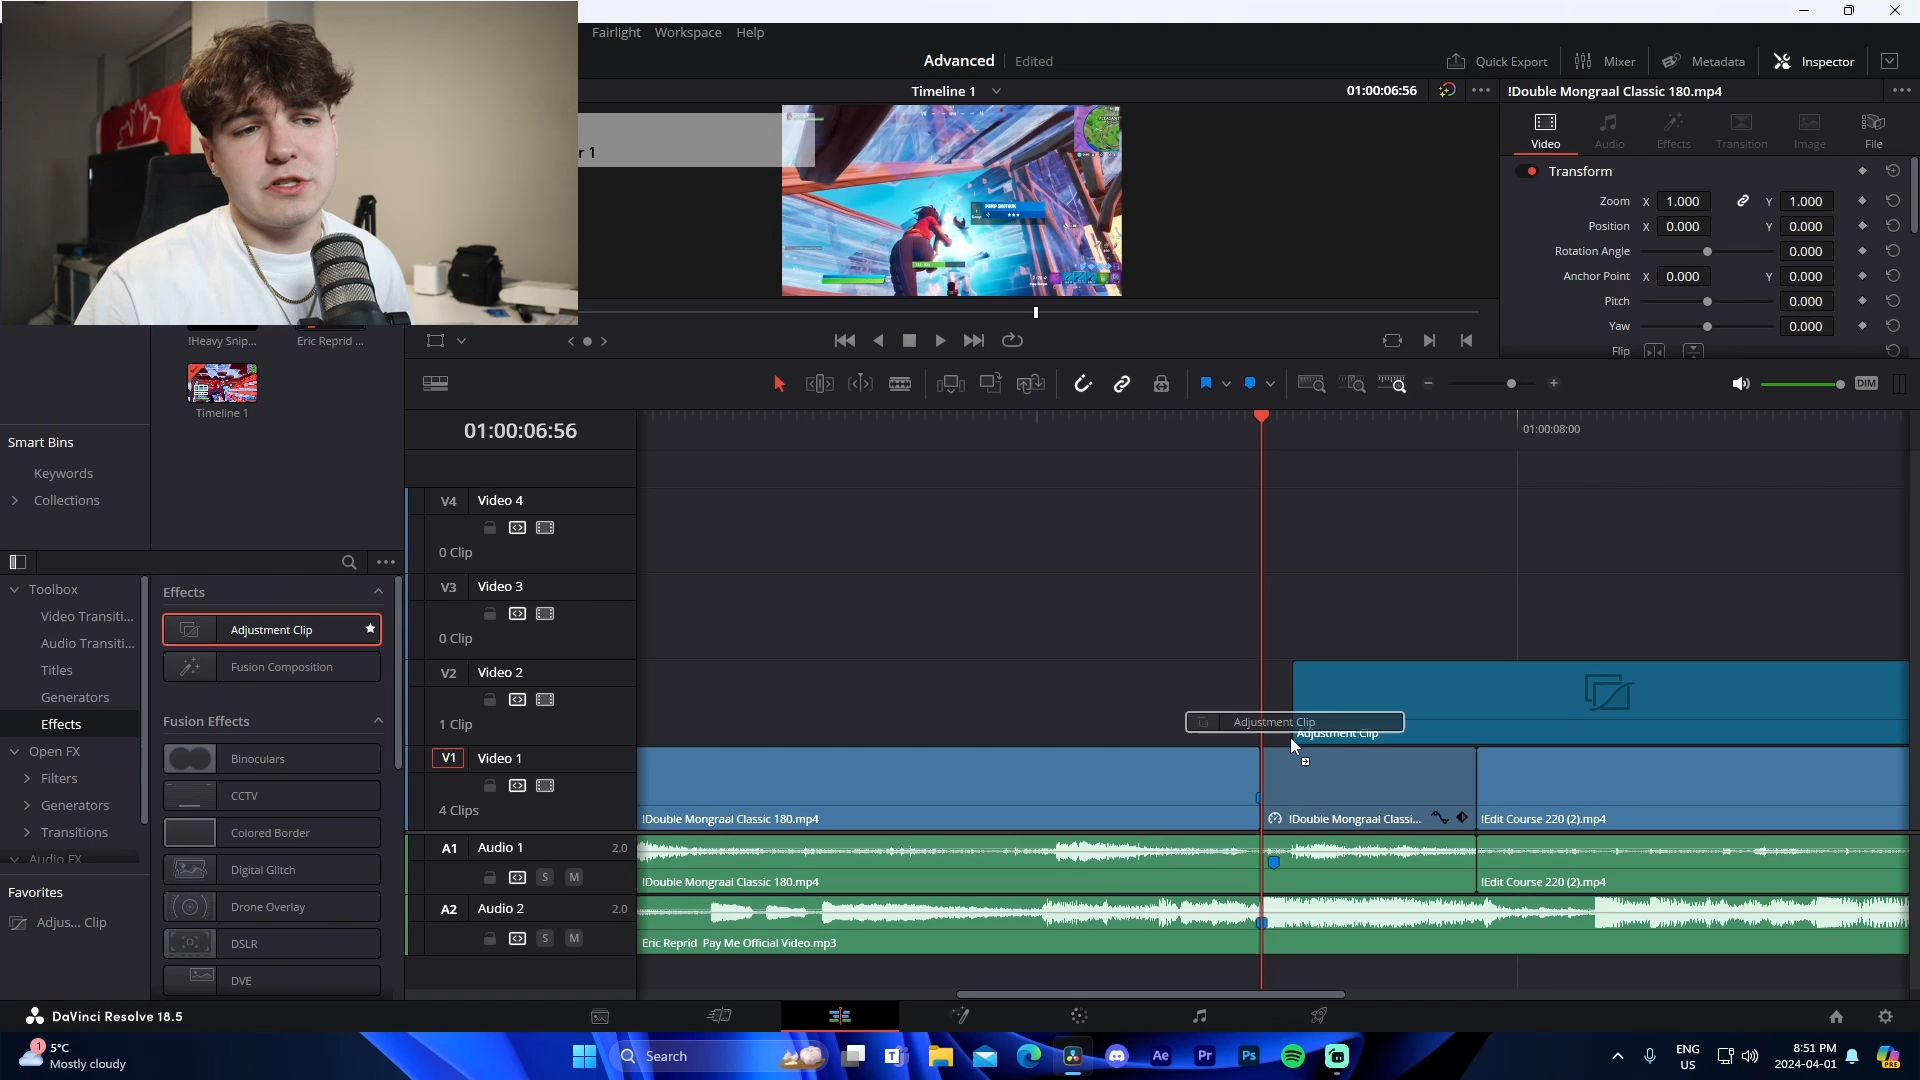 Fairlight Workspace Help
Advanced Edited
Quick Export Mixer Metadata Inspector
Timeline 1
01:00:06:56
!Double Mongraal Classic 180.mp4
r 1
PUMP SHOTGUN
Video Audio Effects Transition Image File
Transform
Zoom X 1.000 Y 1.000
Position X 0.000 Y 0.000
Rotation Angle 0.000
Anchor Point X 0.000 Y 0.000
Pitch 0.000
Yaw 0.000
Flip
!Heavy Snip... Eric Reprid ...
Timeline 1
DIM
Smart Bins
Keywords
Collections
01:00:06:56
01:00:08:00
V4 Video 4
0 Clip
V3 Video 3
0 Clip
V2 Video 2
1 Clip
V1 Video 1
4 Clips
A1 Audio 1 2.0
S M
A2 Audio 2 2.0
S M
Toolbox
Video Transiti...
Audio Transiti...
Titles
Generators
Effects
Open FX
Filters
Generators
Transitions
Audio FX
Favorites
Adjus... Clip
Effects
Adjustment Clip
Fusion Composition
Fusion Effects
Binoculars
CCTV
Colored Border
Digital Glitch
Drone Overlay
DSLR
DVE
Adjustment Clip
Adjustment Clip
!Double Mongraal Classic 180.mp4
!Double Mongraal Classi...
!Edit Course 220 (2).mp4
!Double Mongraal Classic 180.mp4
!Edit Course 220 (2).mp4
Eric Reprid Pay Me Official Video.mp3
DaVinci Resolve 18.5
1
5°C
Mostly cloudy
Search
Ae
Pr
Ps
ENG
US
8:51 PM
2024-04-01
PRE